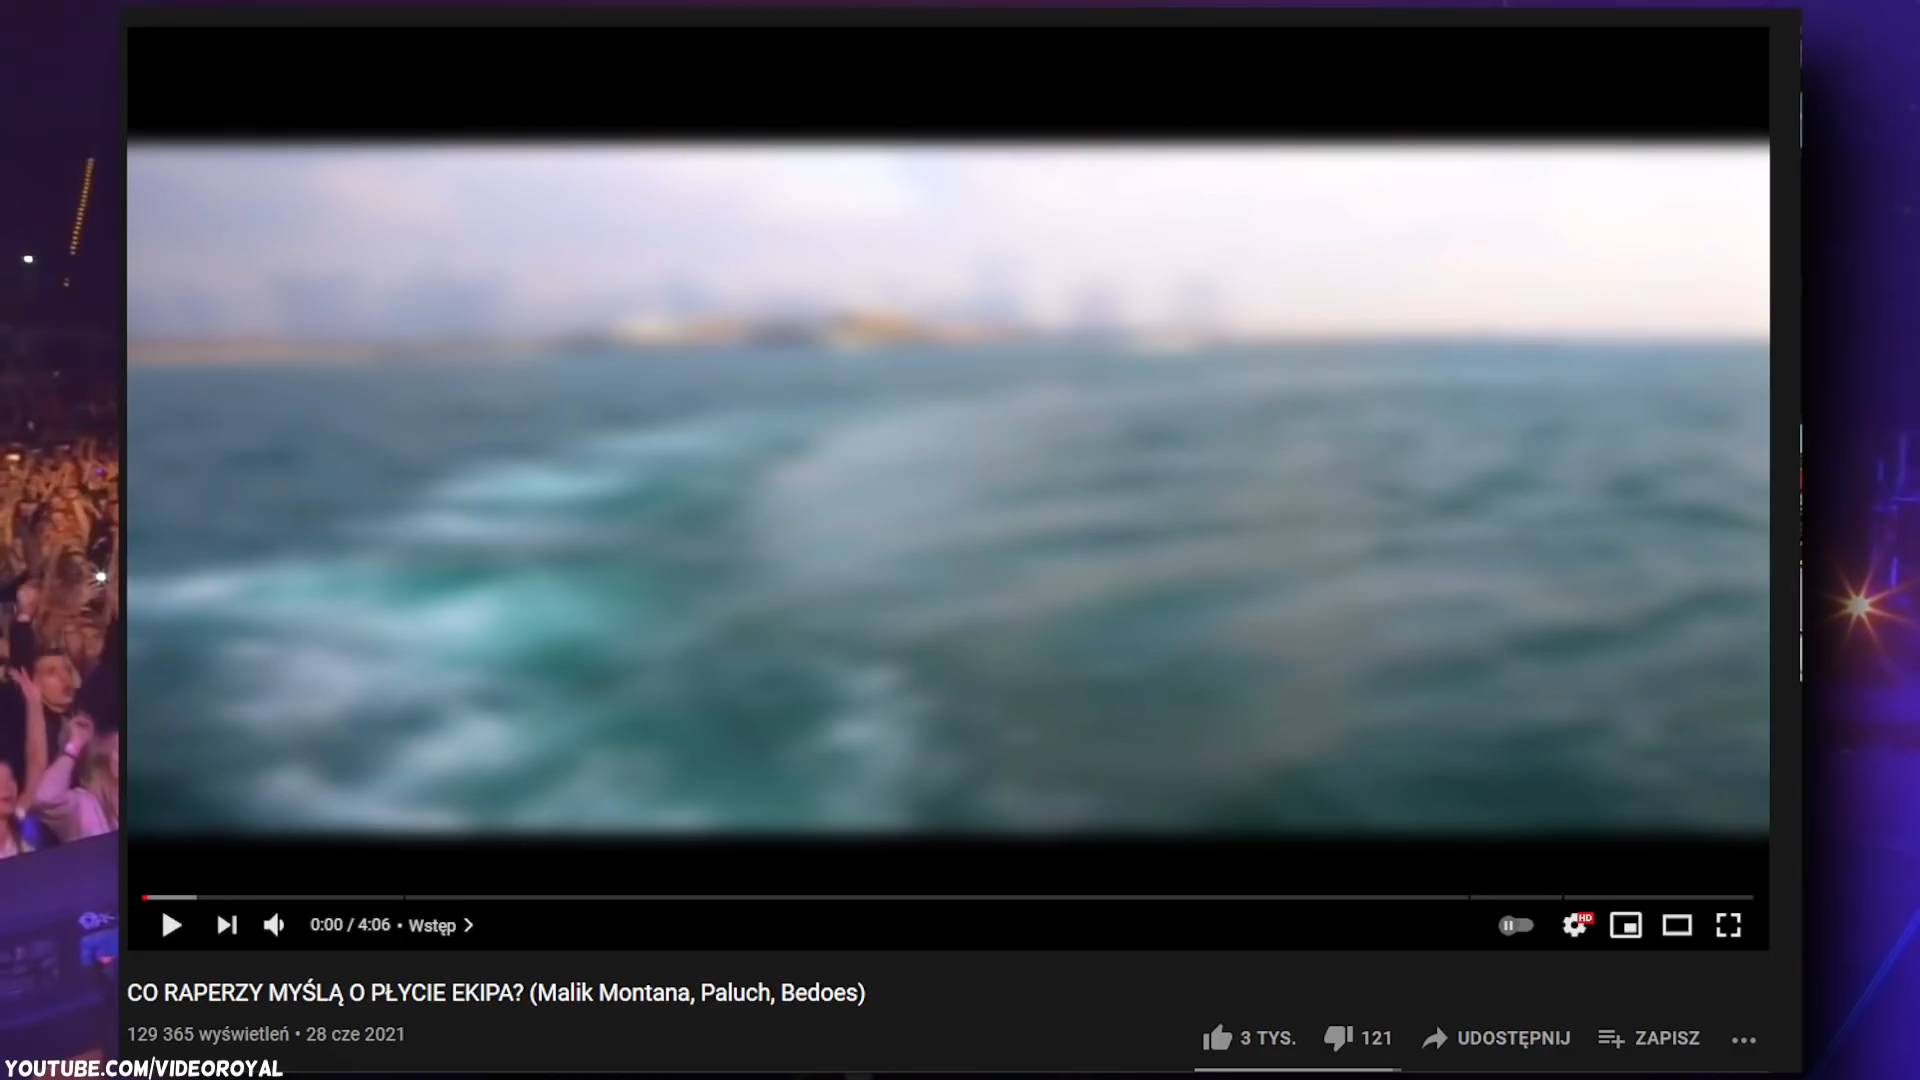 0:00 / 4:06 • Wstęp
HD
CO RAPERZY MYŚLĄ O PŁYCIE EKIPA? (Malik Montana, Paluch, Bedoes)
129 365 wyświetleń • 28 cze 2021
3 TYS.
121
UDOSTĘPNIJ
ZAPISZ
YOUTUBE.COM/VIDEOROYAL